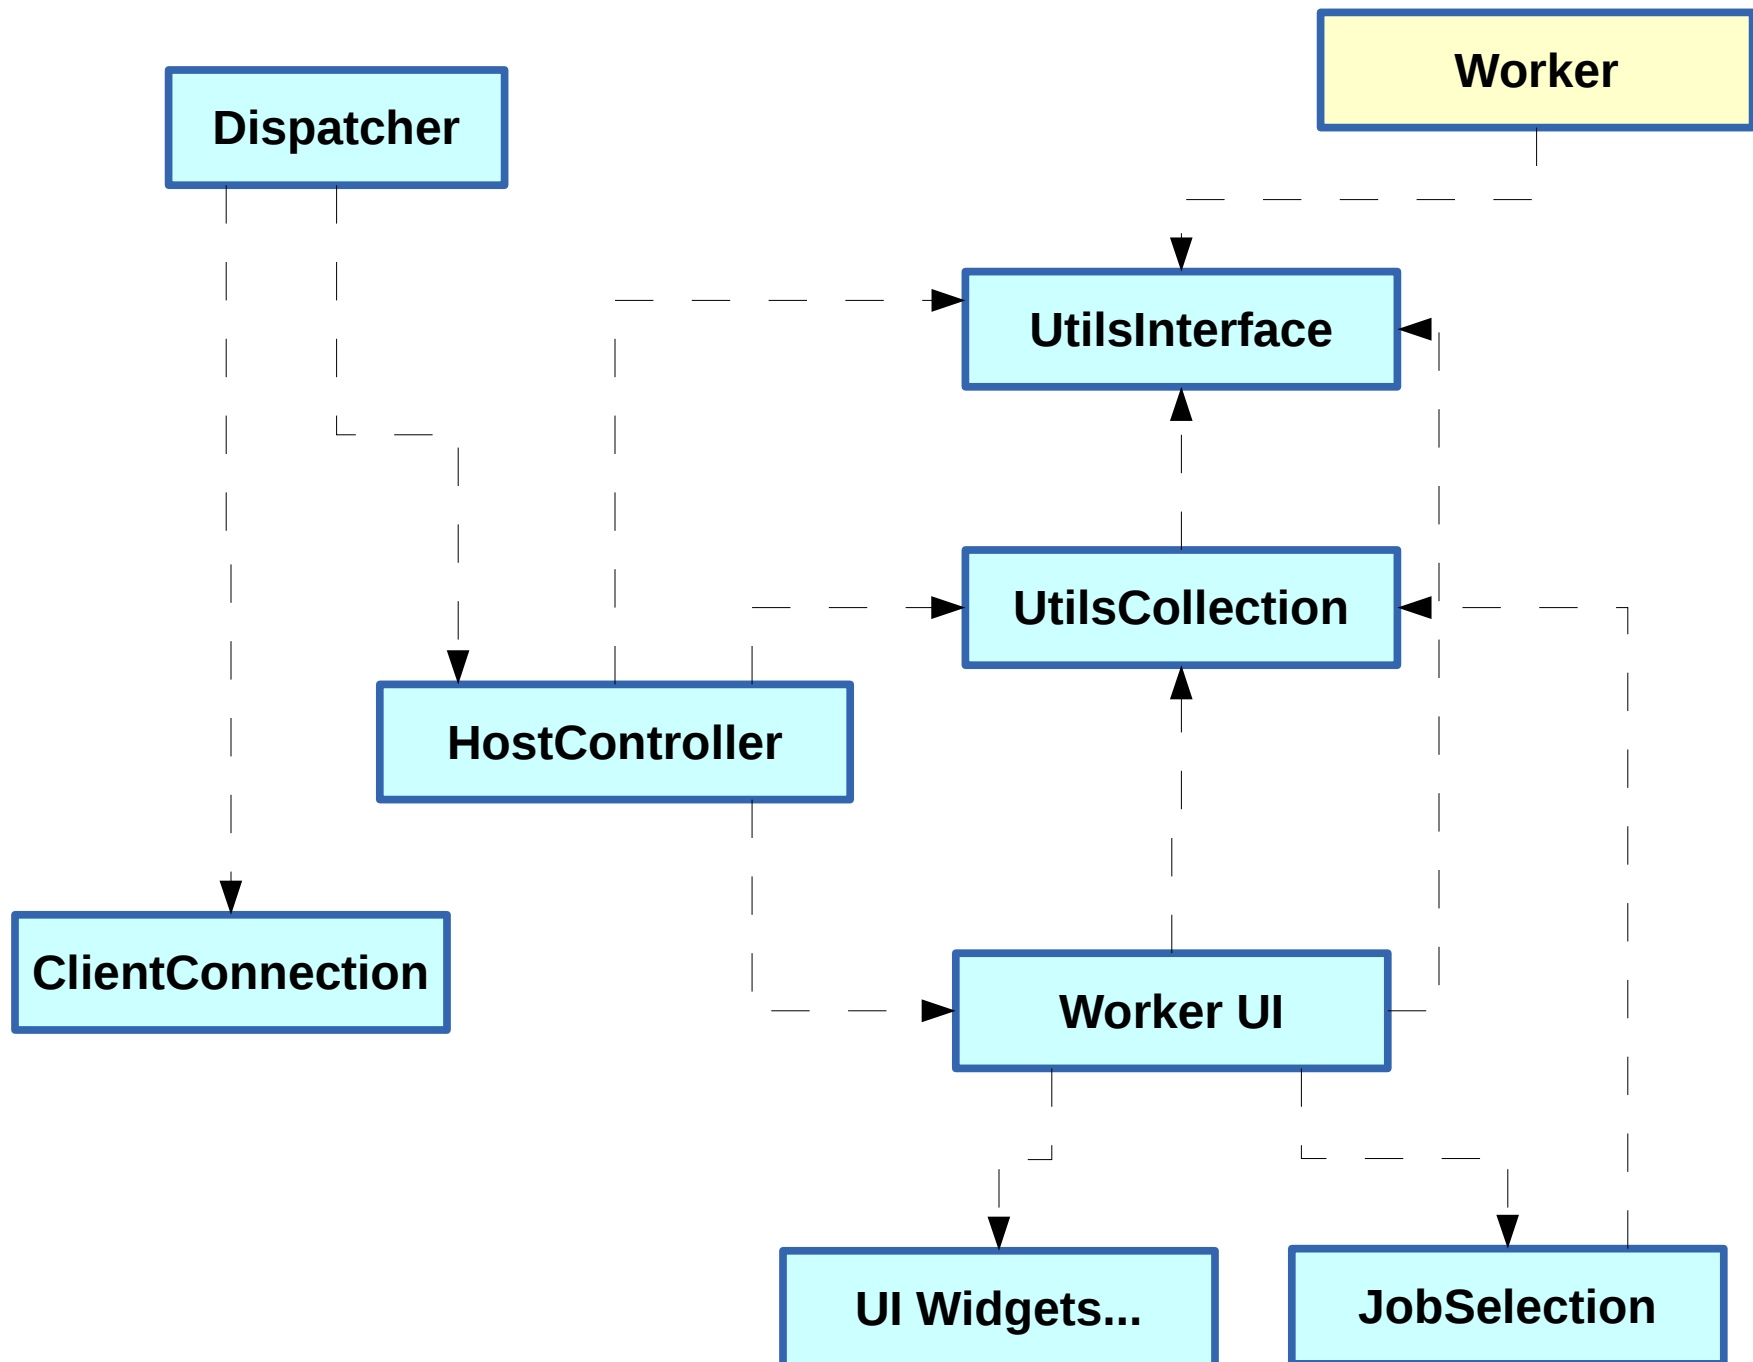 Worker
Dispatcher
UtilsInterface
UtilsCollection
HostController
ClientConnection
Worker UI
UI Widgets...
JobSelection